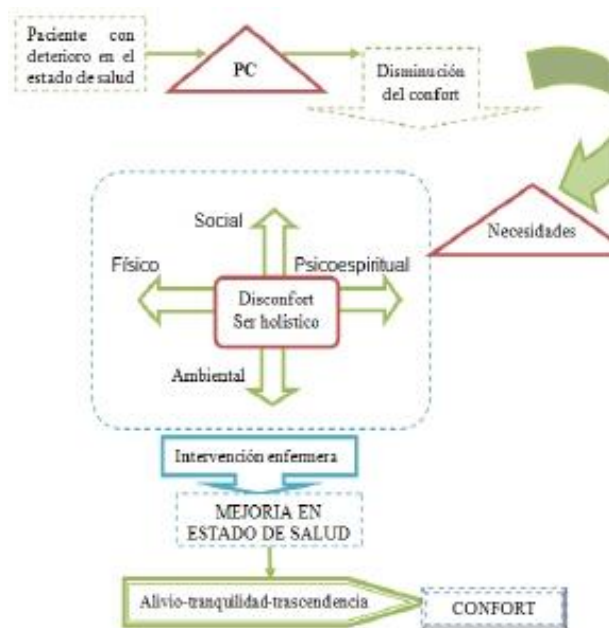 Paciente con
deterioro en el
estado de salud
PC
Disminución
del confort
Necesidades
Social
Físico
Psicoespiritual
Disconfort
Ser holístico
Ambiental
Intervención enfermera
MEJORIA EN
ESTADO DE SALUD
Alivio-tranquilidad-trascendencia
CONFORT